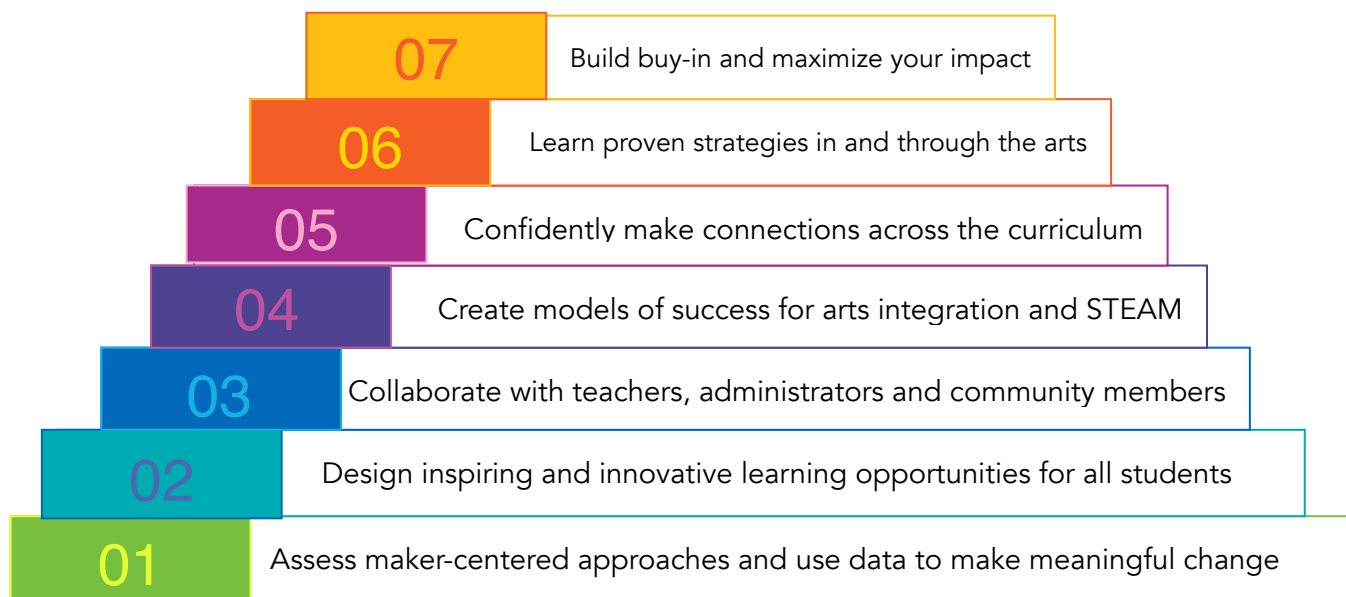 07 Build buy-in and maximize your impact
06 Learn proven strategies in and through the arts
05 Confidently make connections across the curriculum
04 Create models of success for arts integration and STEAM
03 Collaborate with teachers, administrators and community members
02 Design inspiring and innovative learning opportunities for all students
01 Assess maker-centered approaches and use data to make meaningful change